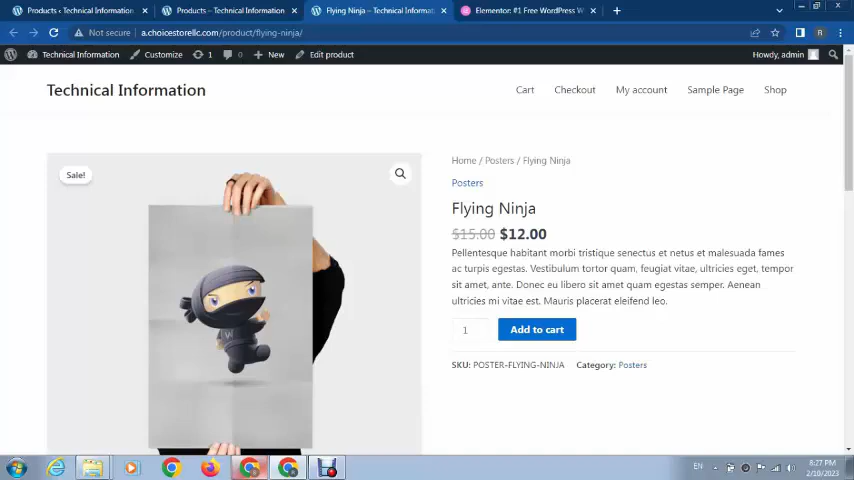 Products ‹ Technical Information
Products – Technical Information
Flying Ninja – Technical Informat
Elementor: #1 Free WordPress W
Not secure | a.choicestorellc.com/product/flying-ninja/
R
Technical Information
Customize
1
0
New
Edit product
Howdy, admin
Technical Information
Cart
Checkout
My account
Sample Page
Shop
Sale!
Home / Posters / Flying Ninja
Posters
Flying Ninja
$15.00 $12.00
Pellentesque habitant morbi tristique senectus et netus et malesuada fames
ac turpis egestas. Vestibulum tortor quam, feugiat vitae, ultricies eget, tempor
sit amet, ante. Donec eu libero sit amet quam egestas semper. Aenean
ultricies mi vitae est. Mauris placerat eleifend leo.
1
Add to cart
SKU: POSTER-FLYING-NINJA Category: Posters
W
EN
8:27 PM
2/10/2023